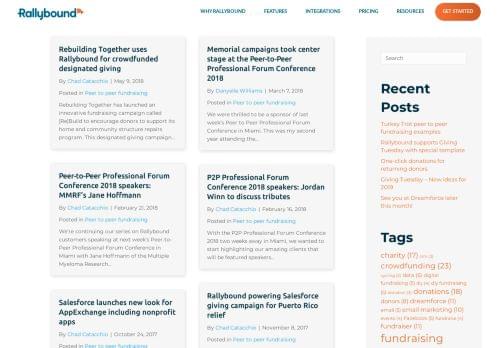 Rallybound
WHY RALLYBOUND
FEATURES
INTEGRATIONS
PRICING
RESOURCES
GET STARTED
Rebuilding Together uses
Rallybound for crowdfunded
designated giving
By Chad Catacchio | May 9, 2018
Posted in Peer to peer fundraising
Rebuilding Together has launched an
innovative fundraising campaign called
(Re)Build to encourage donors to support its
home and community structure repairs
program. This designated giving campaign...
Peer-to-Peer Professional Forum
Conference 2018 speakers:
MMRF's Jane Hoffmann
By Chad Catacchio | February 21, 2018
Posted in Peer to peer fundraising
We're continuing our series on Rallybound
customers speaking at next week's Peer-to-
Peer Professional Forum Conference in
Miami with Jane Hoffmann of the Multiple
Myeloma Research...
Salesforce launches new look for
AppExchange including nonprofit
apps
By Chad Catacchio | October 24, 2017
Memorial campaigns took center
stage at the Peer-to-Peer
Professional Forum Conference
2018
By Danyelle Williams | March 7, 2018
Posted in Peer to peer fundraising
We were thrilled to be a sponsor of last
week's Peer to Peer Professional Forum
Conference in Miami. This was my second
year attending the...
P2P Professional Forum
Conference 2018 speakers: Jordan
Winn to discuss tributes
By Chad Catacchio | February 16, 2018
Posted in Peer to peer fundraising
With the P2P Professional Forum Conference
2018 two weeks away in Miami, we wanted to
start highlighting our amazing clients that
will be featured speakers...
Rallybound powering Salesforce
giving campaign for Puerto Rico
relief
By Chad Catacchio | November 8, 2017
Posted in Peer to peer fundraising
Search
Recent
Posts
Turkey Trot peer to peer
fundraising examples
Rallybound supports Giving
Tuesday with special template
One-click donations for
returning donors
Giving Tuesday – New ideas for
2019
See you at Dreamforce later
this month!
Tags
charity (17)
crowdfunding (23)
data (5) digital
fundraising (5) diy fundraising
(5) donations (18)
donors (8) dreamforce (11)
email (5) email marketing (10)
events (4) Facebook (5) fundraise (4)
fundraiser (11)
fundraising